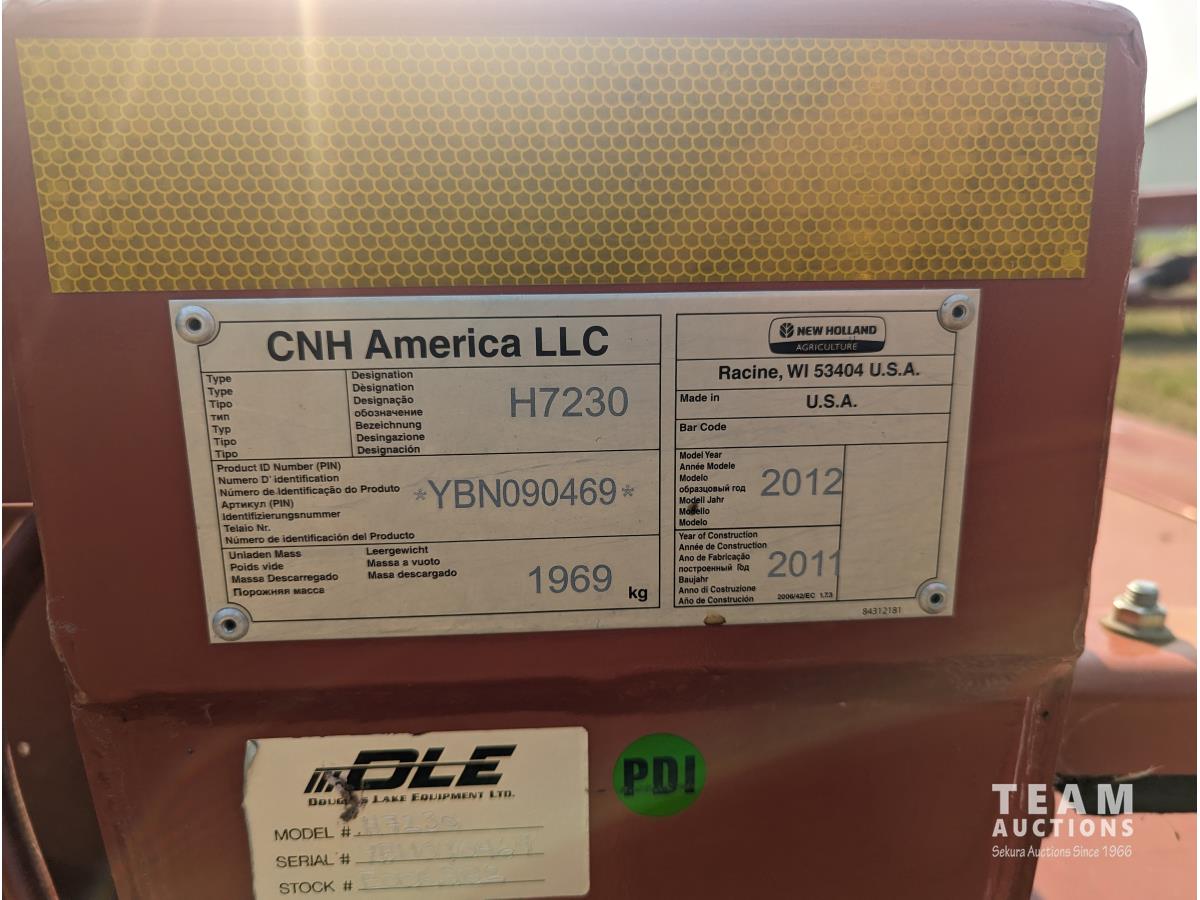 CNH America LLC
Type
Type
Tipo
тип
Typ
Tipo
Tipo
Designation
Dèsignation
Designação
обозначение
Bezeichnung
Desingazione
Designación
H7230
Product ID Number (PIN)
Numero D' identification
Número de Identificação do Produto
Артикул (PIN)
Identifizierungsnummer
Telaio Nr.
Número de identificación del Producto
*YBN090469*
Unladen Mass
Poids vide
Massa Descarregado
Порожняя масса
Leergewicht
Massa a vuoto
Masa descargado
1969 kg
NEW HOLLAND
AGRICULTURE
Racine, WI 53404 U.S.A.
Made in U.S.A.
Bar Code
Model Year
Année Modele
Modelo
образцовый год
Modell Jahr
Modello
Modelo
2012
Year of Construction
Année de Construction
Ano de Fabricação
построенный Год
Baujahr
Anno di Costruzione
Año de Construción
2011
2006/42/EC 1.7.3
84312181
DLE
DOUGLAS LAKE EQUIPMENT LTD.
MODEL # H7230
SERIAL #
STOCK #
PDI
TEAM
AUCTIONS
Sekura Auctions Since 1966